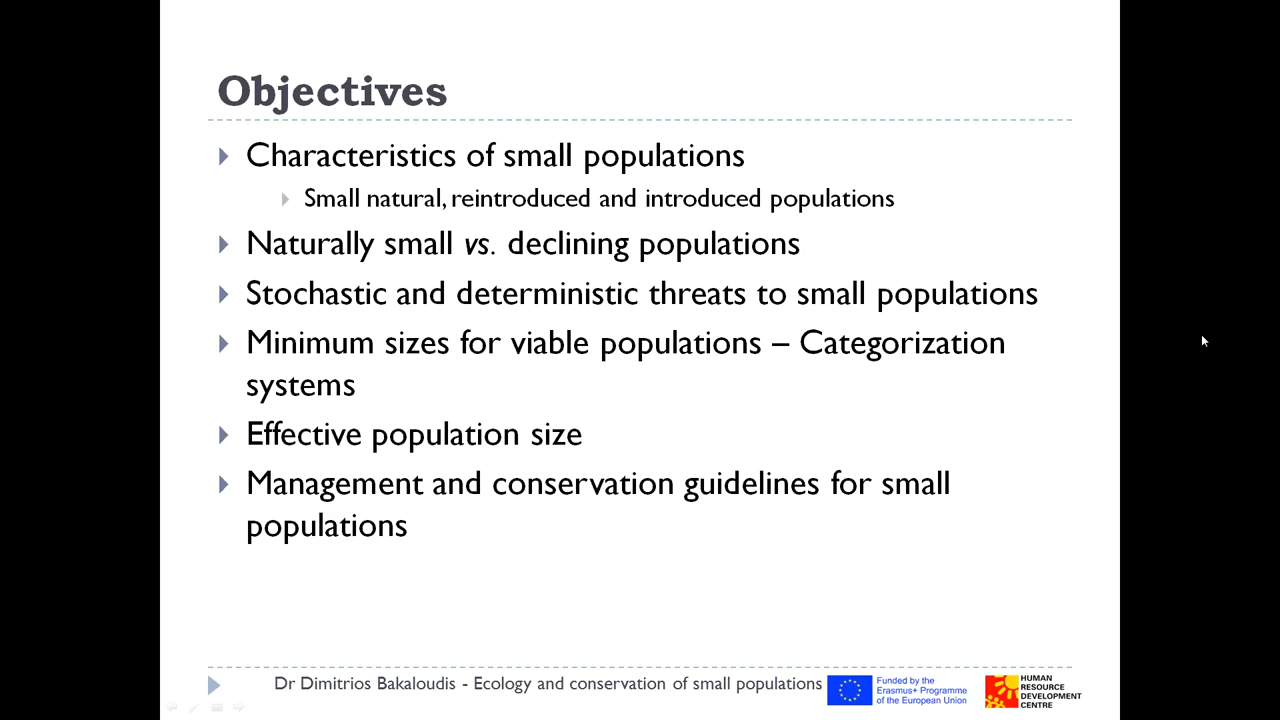 Objectives
Characteristics of small populations
Small natural, reintroduced and introduced populations
Naturally small vs. declining populations
Stochastic and deterministic threats to small populations
Minimum sizes for viable populations – Categorization
systems
Effective population size
Management and conservation guidelines for small
populations
Dr Dimitrios Bakaloudis - Ecology and conservation of small populations
Funded by the
Erasmus+ Programme
of the European Union
HUMAN
RESOURCE
DEVELOPMENT
CENTRE